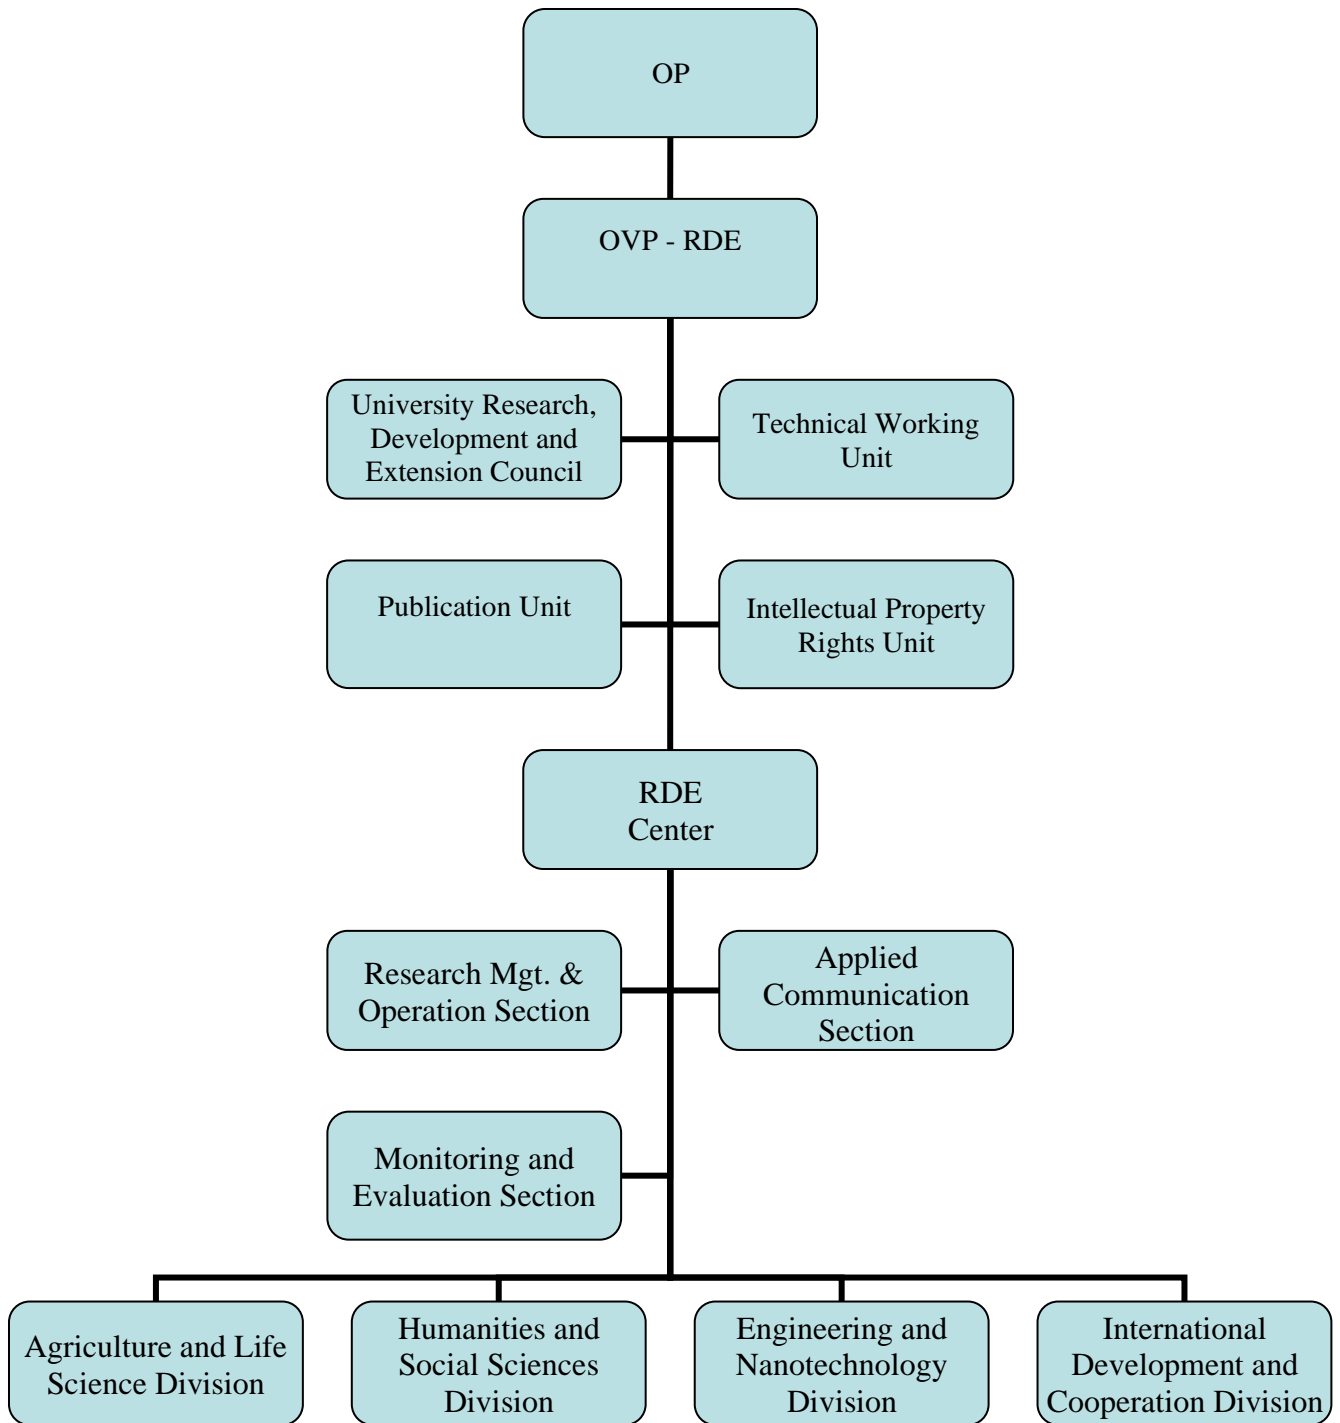 OP
OVP - RDE
University Research,
Development and
Extension Council
Technical Working
Unit
Publication Unit
Intellectual Property
Rights Unit
RDE
Center
Research Mgt. &
Operation Section
Applied
Communication
Section
Monitoring and
Evaluation Section
Agriculture and Life
Science Division
Humanities and
Social Sciences
Division
Engineering and
Nanotechnology
Division
International
Development and
Cooperation Division